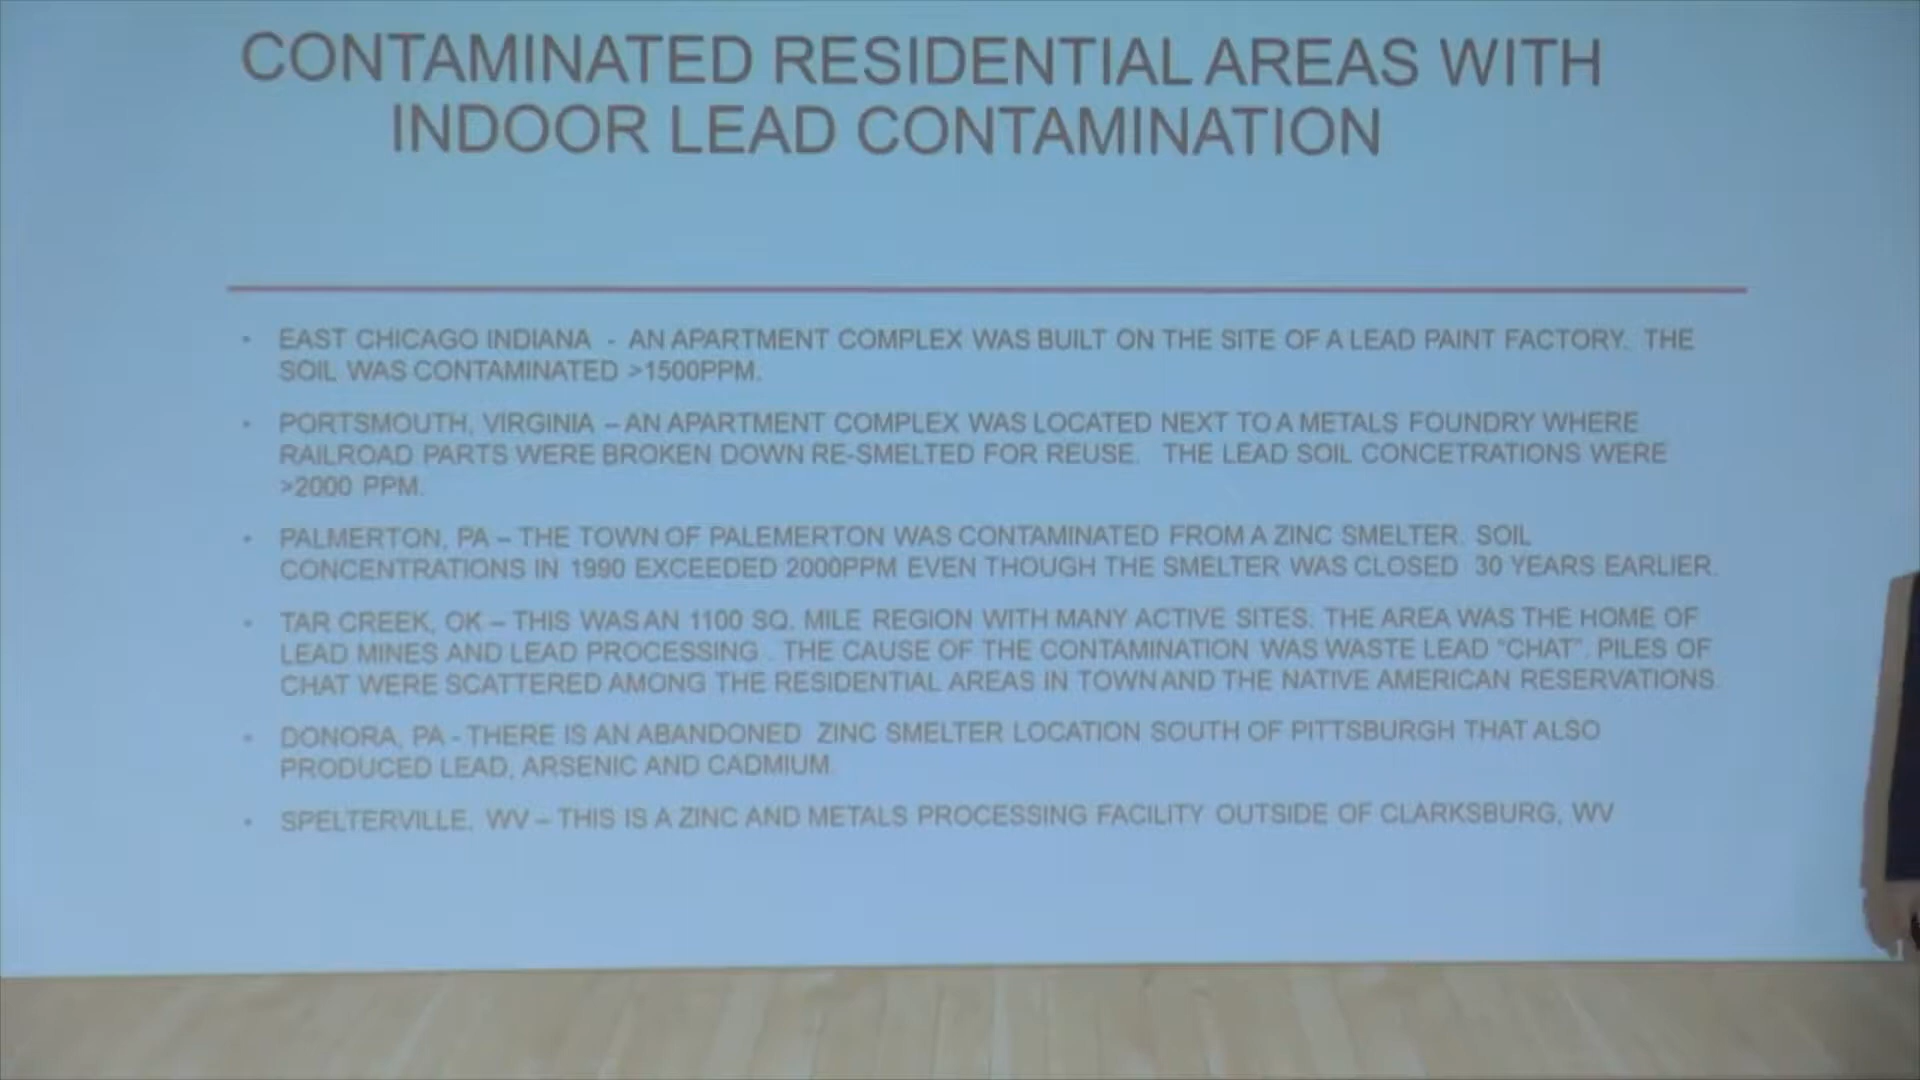 CONTAMINATED RESIDENTIAL AREAS WITH
INDOOR LEAD CONTAMINATION
• EAST CHICAGO INDIANA - AN APARTMENT COMPLEX WAS BUILT ON THE SITE OF A LEAD PAINT FACTORY. THE
SOIL WAS CONTAMINATED >1500PPM.
• PORTSMOUTH, VIRGINIA – AN APARTMENT COMPLEX WAS LOCATED NEXT TO A METALS FOUNDRY WHERE
RAILROAD PARTS WERE BROKEN DOWN RE-SMELTED FOR REUSE. THE LEAD SOIL CONCETRATIONS WERE
>2000 PPM.
• PALMERTON, PA – THE TOWN OF PALEMERTON WAS CONTAMINATED FROM A ZINC SMELTER. SOIL
CONCENTRATIONS IN 1990 EXCEEDED 2000PPM EVEN THOUGH THE SMELTER WAS CLOSED 30 YEARS EARLIER.
• TAR CREEK, OK – THIS WAS AN 1100 SQ. MILE REGION WITH MANY ACTIVE SITES. THE AREA WAS THE HOME OF
LEAD MINES AND LEAD PROCESSING . THE CAUSE OF THE CONTAMINATION WAS WASTE LEAD "CHAT". PILES OF
CHAT WERE SCATTERED AMONG THE RESIDENTIAL AREAS IN TOWN AND THE NATIVE AMERICAN RESERVATIONS.
• DONORA, PA - THERE IS AN ABANDONED ZINC SMELTER LOCATION SOUTH OF PITTSBURGH THAT ALSO
PRODUCED LEAD, ARSENIC AND CADMIUM.
• SPELTERVILLE, WV – THIS IS A ZINC AND METALS PROCESSING FACILITY OUTSIDE OF CLARKSBURG, WV